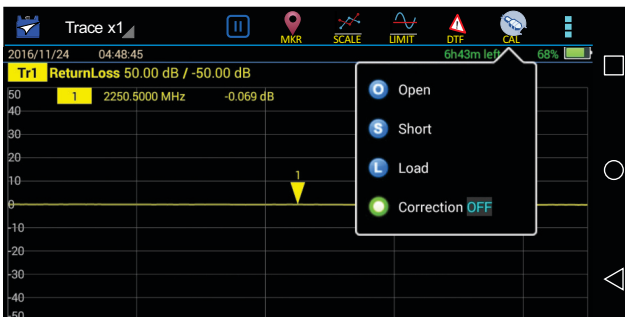 Trace x1
MKR SCALE LIMIT DTF CAL
2016/11/24 04:48:45 6h43m left 68%
Tr1 ReturnLoss 50.00 dB / -50.00 dB
50
1 2250.5000 MHz -0.069 dB
40
30
20
10
1
0
-10
-20
-30
-40
-50
O Open
S Short
L Load
Correction OFF